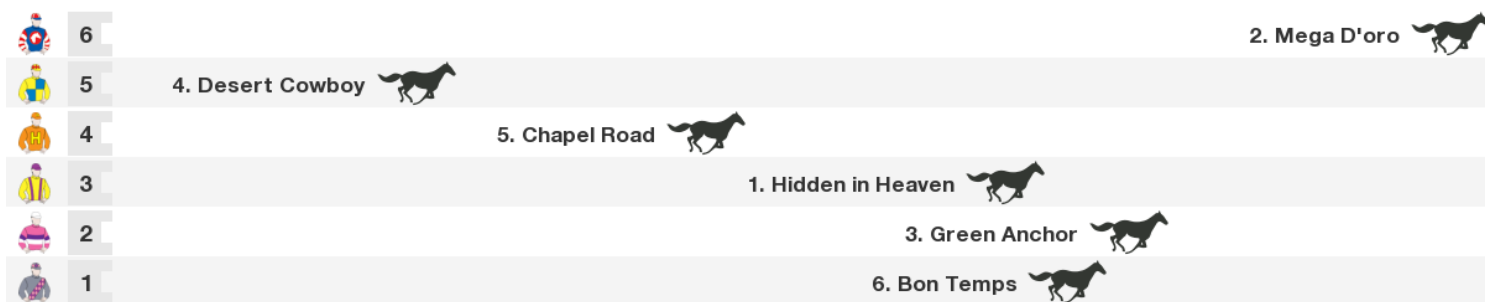 6 2. Mega D'oro
5 4. Desert Cowboy
H 4 5. Chapel Road
3 1. Hidden in Heaven
2 3. Green Anchor
1 6. Bon Temps